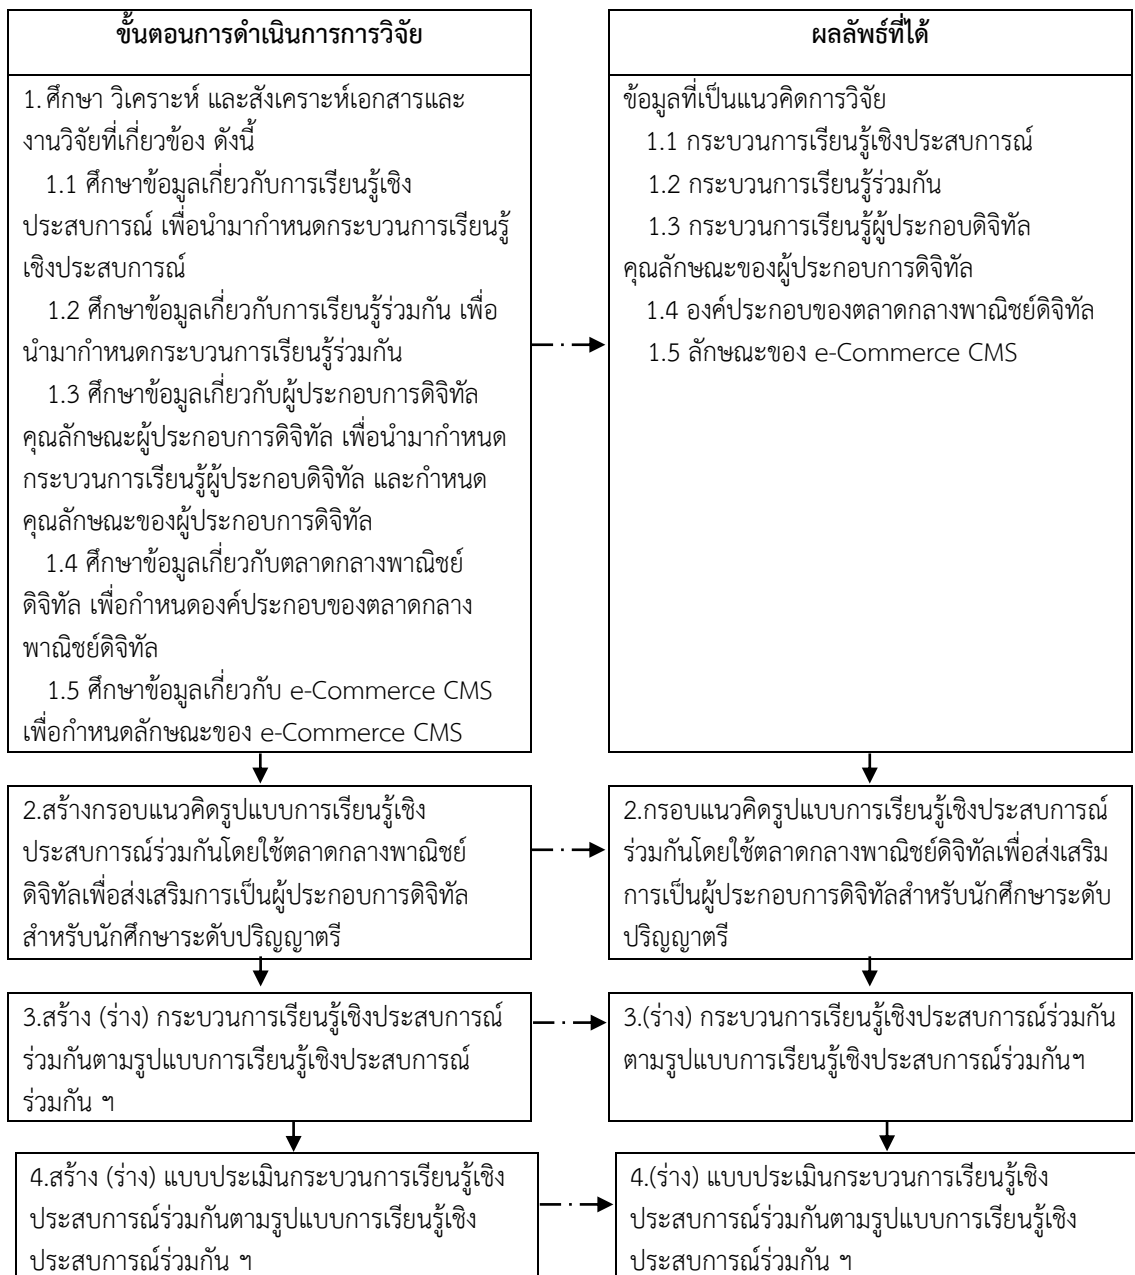 ขั้นตอนการดำเนินการการวิจัย
ผลลัพธ์ที่ได้
1. ศึกษา วิเคราะห์ และสังเคราะห์เอกสารและ
งานวิจัยที่เกี่ยวข้อง ดังนี้
1.1 ศึกษาข้อมูลเกี่ยวกับการเรียนรู้เชิง
ประสบการณ์ เพื่อนำมากำหนดกระบวนการเรียนรู้
เชิงประสบการณ์
1.2 ศึกษาข้อมูลเกี่ยวกับการเรียนรู้ร่วมกัน เพื่อ
นำมากำหนดกระบวนการเรียนรู้ร่วมกัน
1.3 ศึกษาข้อมูลเกี่ยวกับผู้ประกอบการดิจิทัล
คุณลักษณะผู้ประกอบการดิจิทัล เพื่อนำมากำหนด
กระบวนการเรียนรู้ผู้ประกอบดิจิทัล และกำหนด
คุณลักษณะของผู้ประกอบการดิจิทัล
1.4 ศึกษาข้อมูลเกี่ยวกับตลาดกลางพาณิชย์
ดิจิทัล เพื่อกำหนดองค์ประกอบของตลาดกลาง
พาณิชย์ดิจิทัล
1.5 ศึกษาข้อมูลเกี่ยวกับ e-Commerce CMS
เพื่อกำหนดลักษณะของ e-Commerce CMS
ข้อมูลที่เป็นแนวคิดการวิจัย
1.1 กระบวนการเรียนรู้เชิงประสบการณ์
1.2 กระบวนการเรียนรู้ร่วมกัน
1.3 กระบวนการเรียนรู้ผู้ประกอบดิจิทัล
คุณลักษณะของผู้ประกอบการดิจิทัล
1.4 องค์ประกอบของตลาดกลางพาณิชย์ดิจิทัล
1.5 ลักษณะของ e-Commerce CMS
2.สร้างกรอบแนวคิดรูปแบบการเรียนรู้เชิง
ประสบการณ์ร่วมกันโดยใช้ตลาดกลางพาณิชย์
ดิจิทัลเพื่อส่งเสริมการเป็นผู้ประกอบการดิจิทัล
สำหรับนักศึกษาระดับปริญญาตรี
2.กรอบแนวคิดรูปแบบการเรียนรู้เชิงประสบการณ์
ร่วมกันโดยใช้ตลาดกลางพาณิชย์ดิจิทัลเพื่อส่งเสริม
การเป็นผู้ประกอบการดิจิทัลสำหรับนักศึกษาระดับ
ปริญญาตรี
3.สร้าง (ร่าง) กระบวนการเรียนรู้เชิงประสบการณ์
ร่วมกันตามรูปแบบการเรียนรู้เชิงประสบการณ์
ร่วมกัน ฯ
3.(ร่าง) กระบวนการเรียนรู้เชิงประสบการณ์ร่วมกัน
ตามรูปแบบการเรียนรู้เชิงประสบการณ์ร่วมกันฯ
4.สร้าง (ร่าง) แบบประเมินกระบวนการเรียนรู้เชิง
ประสบการณ์ร่วมกันตามรูปแบบการเรียนรู้เชิง
ประสบการณ์ร่วมกัน ฯ
4.(ร่าง) แบบประเมินกระบวนการเรียนรู้เชิง
ประสบการณ์ร่วมกันตามรูปแบบการเรียนรู้เชิง
ประสบการณ์ร่วมกัน ฯ